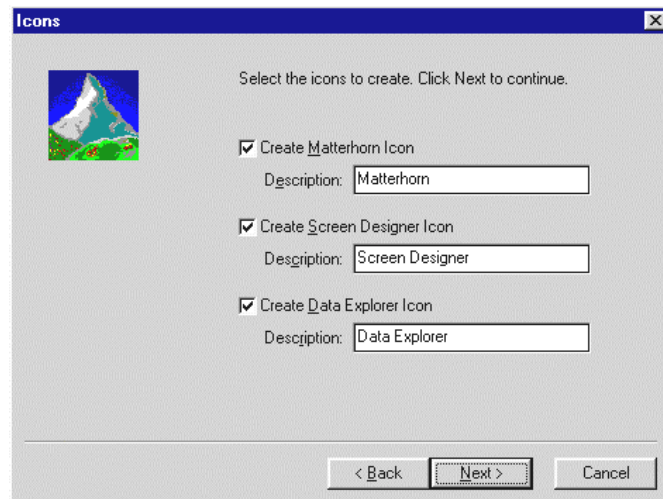 Icons
Select the icons to create. Click Next to continue.
Create Matterhorn Icon
Description: Matterhorn
Create Screen Designer Icon
Description: Screen Designer
Create Data Explorer Icon
Description: Data Explorer
< Back Next > Cancel